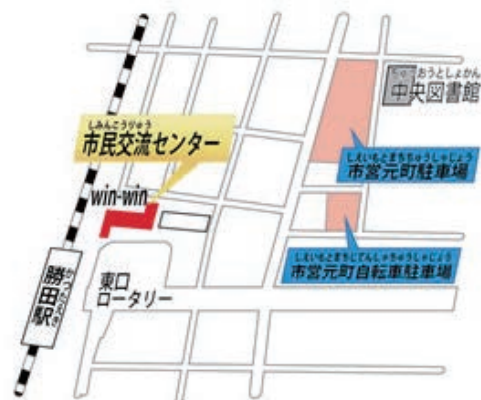 ちゅうおうとしょかん
中央図書館
しみんこうりゅう
市民交流センター
しえいもとまちちゅうしゃじょう
市営元町駐車場
win-win
しえいもとまちじてんしゃちゅうしゃじょう
市営元町自転車駐車場
かつたえき
勝田駅
東口
ロータリー